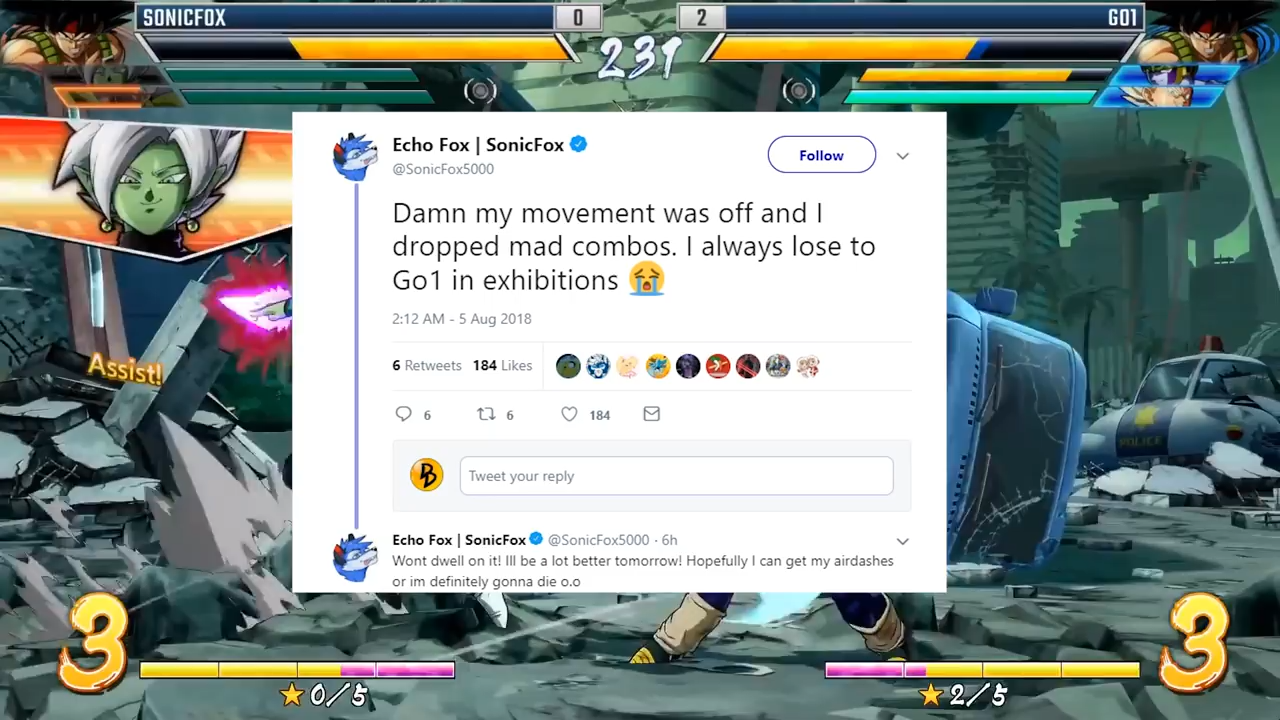 SONICFOX 0 2 GO1
231
Echo Fox | SonicFox
@SonicFox5000
Follow
Damn my movement was off and I
dropped mad combos. I always lose to
Go1 in exhibitions 😭
2:12 AM - 5 Aug 2018
6 Retweets 184 Likes
6 6 184
Tweet your reply
Echo Fox | SonicFox @SonicFox5000 · 6h
Wont dwell on it! Ill be a lot better tomorrow! Hopefully I can get my airdashes
or im definitely gonna die o.o
Assist!
POLICE
3 3
0/5 2/5